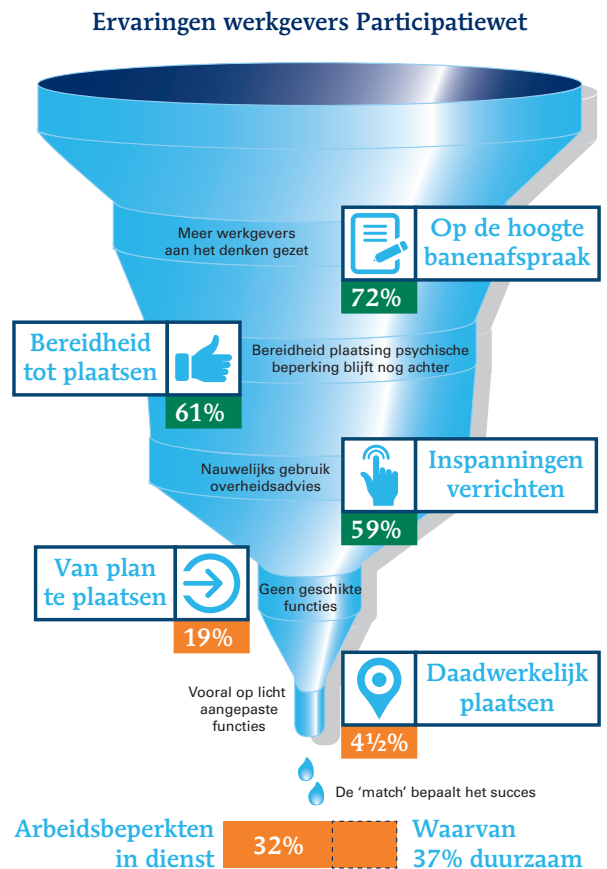 Ervaringen werkgevers Participatiewet
Meer werkgevers
aan het denken gezet
Op de hoogte
banenafspraak
72%
Bereidheid
tot plaatsen
61%
Bereidheid plaatsing psychische
beperking blijft nog achter
Nauwelijks gebruik
overheidsadvies
Inspanningen
verrichten
59%
Van plan
te plaatsen
19%
Geen geschikte
functies
Vooral op licht
aangepaste
functies
Daadwerkelijk
plaatsen
4½%
De ‘match’ bepaalt het succes
Arbeidsbeperkten
in dienst
32%
Waarvan
37% duurzaam